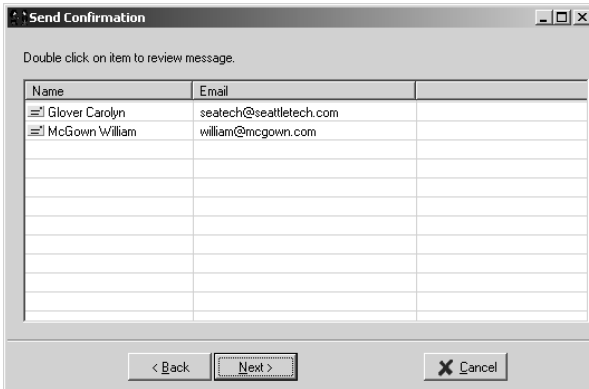 Send Confirmation
Double click on item to review message.
Name Email
Glover Carolyn seatech@seattletech.com
McGown William william@mcgown.com
< Back Next > Cancel